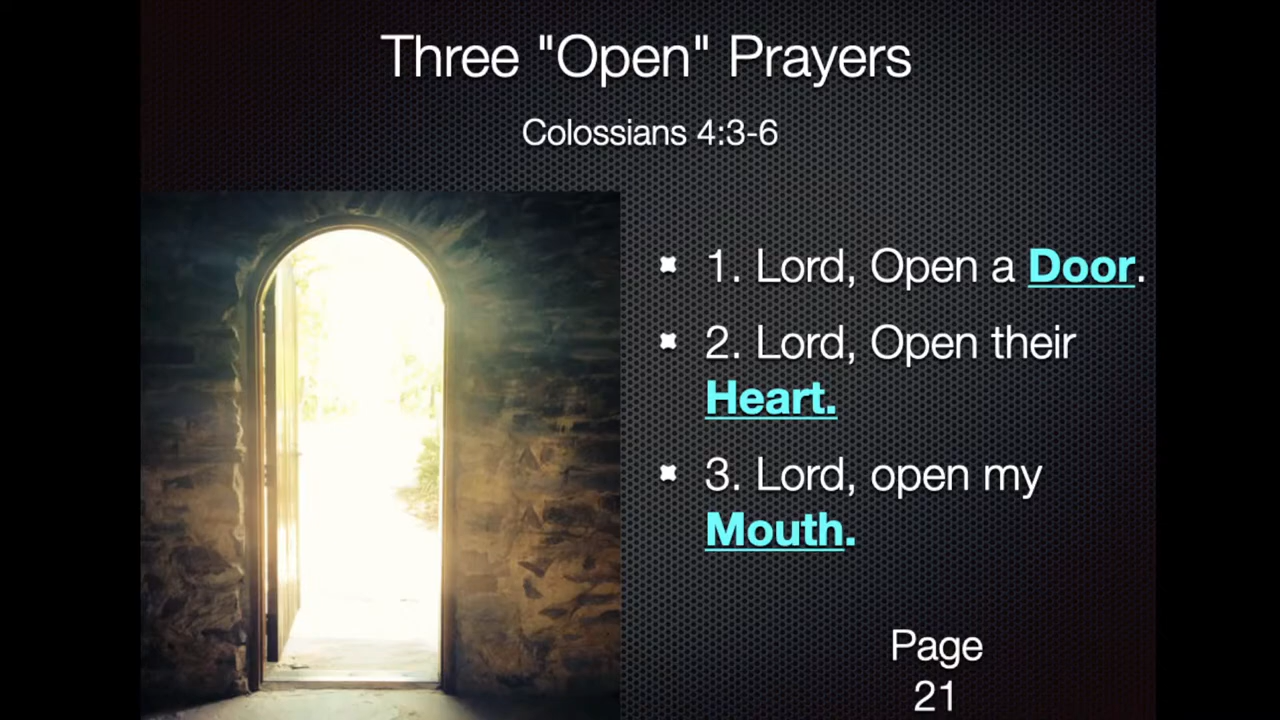 Three "Open" Prayers
Colossians 4:3-6
1. Lord, Open a Door.
2. Lord, Open their
Heart.
3. Lord, open my
Mouth.
Page
21